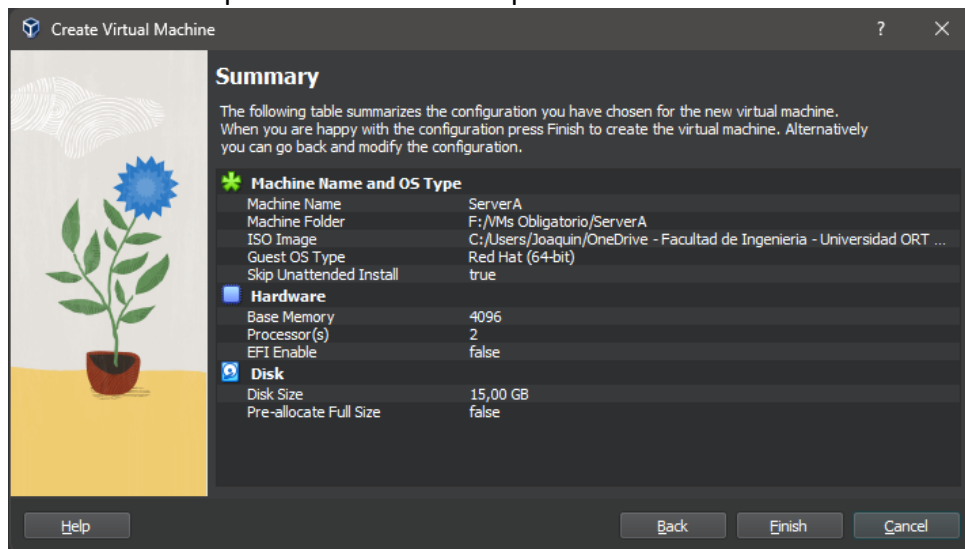 Create Virtual Machine
Summary
The following table summarizes the configuration you have chosen for the new virtual machine.
When you are happy with the configuration press Finish to create the virtual machine. Alternatively
you can go back and modify the configuration.
Machine Name and OS Type
Machine Name ServerA
Machine Folder F:/VMs Obligatorio/ServerA
ISO Image C:/Users/Joaquin/OneDrive - Facultad de Ingenieria - Universidad ORT ...
Guest OS Type Red Hat (64-bit)
Skip Unattended Install true
Hardware
Base Memory 4096
Processor(s) 2
EFI Enable false
Disk
Disk Size 15,00 GB
Pre-allocate Full Size false
Help Back Finish Cancel